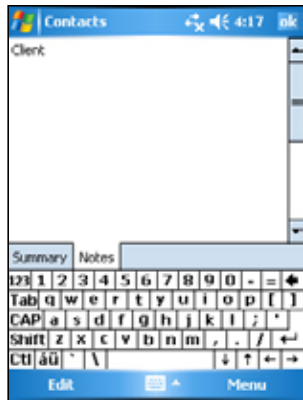 Contacts 4:17 ok
Client
Summary Notes
123 1 2 3 4 5 6 7 8 9 0 - =
Tab q w e r t y u i o p [ ]
CAP a s d f g h j k l ; '
Shift z x c v b n m , . /
Ctl áü ` \
Edit Menu